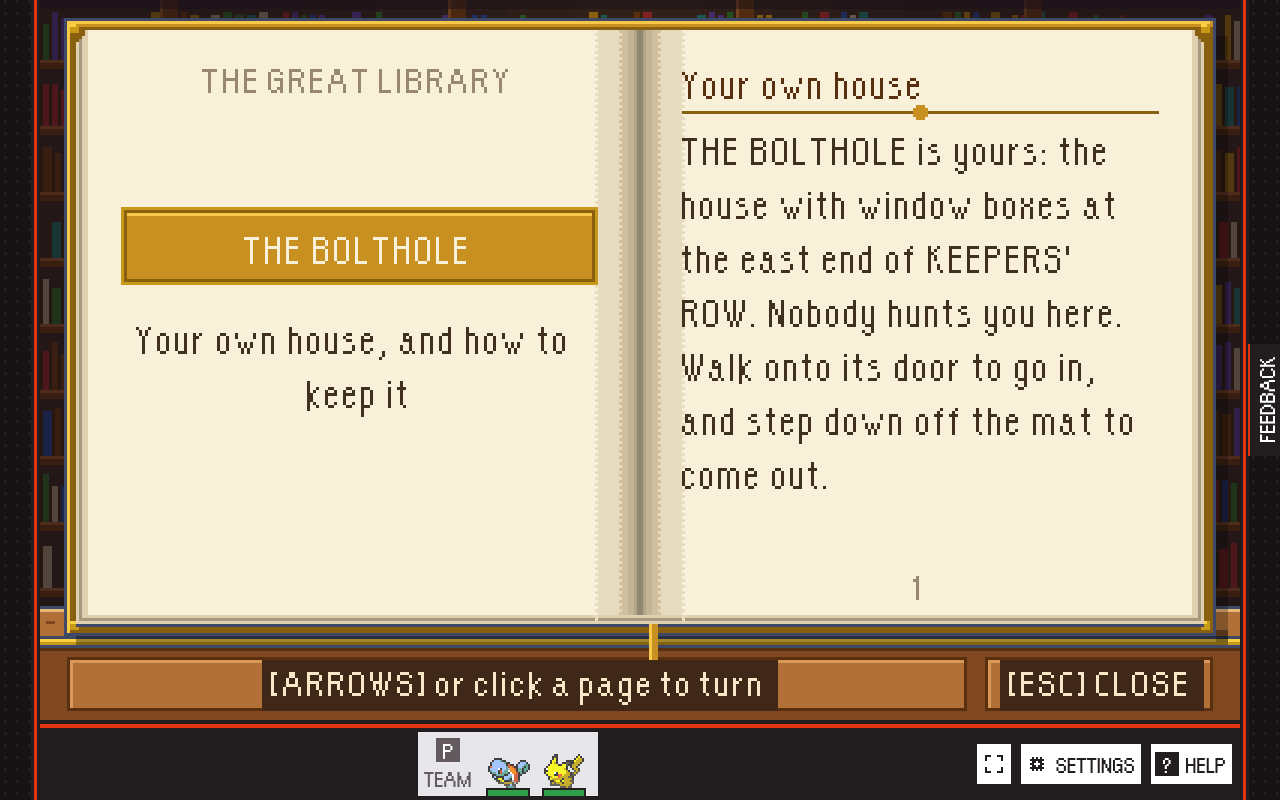 THE GREAT LIBRARY
THE BOLTHOLE
Your own house, and how to
keep it
Your own house
THE BOLTHOLE is yours: the
house with window boxes at
the east end of KEEPERS'
ROW. Nobody hunts you here.
Walk onto its door to go in,
and step down off the mat to
come out.
1
[ARROWS] or click a page to turn
[ESC] CLOSE
FEEDBACK
P
TEAM
SETTINGS
? HELP